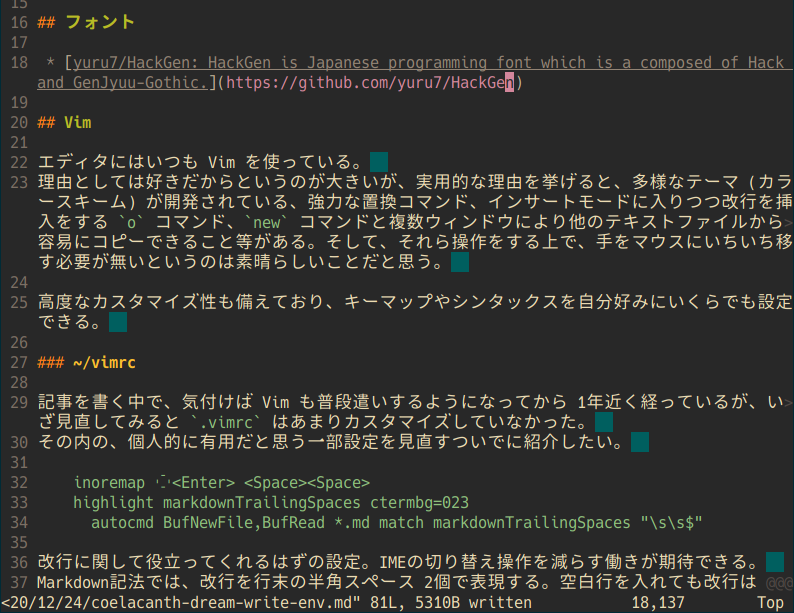 15
16 ## フォント
17
18  * [yuru7/HackGen: HackGen is Japanese programming font which is a composed of Hack
and GenJyuu-Gothic.](https://github.com/yuru7/HackGen)
19
20 ## Vim
21
22 エディタにはいつも Vim を使っている。
23 理由としては好きだからというのが大きいが、実用的な理由を挙げると、多様なテーマ (カラ
ースキーム) が開発されている、強力な置換コマンド、インサートモードに入りつつ改行を挿
入をする `o` コマンド、`new` コマンドと複数ウィンドウにより他のテキストファイルから>
容易にコピーできること等がある。そして、それら操作をする上で、手をマウスにいちいち移
す必要が無いというのは素晴らしいことだと思う。
24
25 高度なカスタマイズ性も備えており、キーマップやシンタックスを自分好みにいくらでも設定
できる。
26
27 ### ~/vimrc
28
29 記事を書く中で、気付けば Vim も普段遣いするようになってから 1年近く経っているが、い>
ざ見直してみると `.vimrc` はあまりカスタマイズしていなかった。
30 その内の、個人的に有用だと思う一部設定を見直すついでに紹介したい。
31
32     inoremap <Enter> <Space><Space>
33     highlight markdownTrailingSpaces ctermbg=023
34       autocmd BufNewFile,BufRead *.md match markdownTrailingSpaces "\s\s$"
35
36 改行に関して役立ってくれるはずの設定。IMEの切り替え操作を減らす働きが期待できる。
37 Markdown記法では、改行を行末の半角スペース 2個で表現する。空白行を入れても改行は @@@
<20/12/24/coelacanth-dream-write-env.md" 81L, 5310B written 18,137 Top